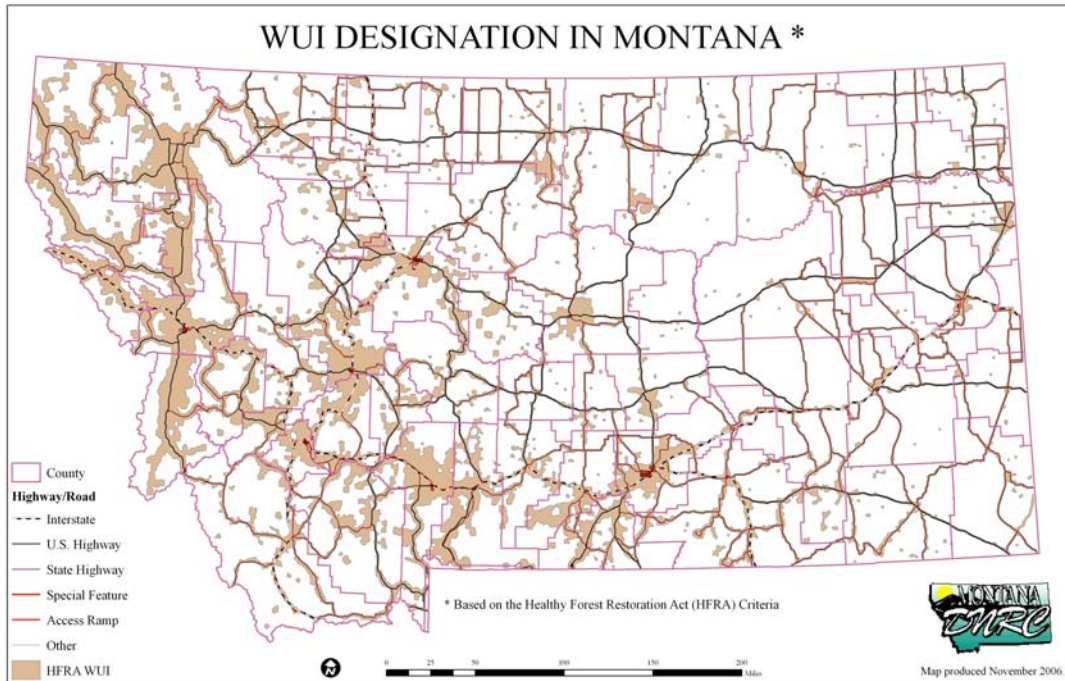 WUI DESIGNATION IN MONTANA *
County
Highway/Road
Interstate
U.S. Highway
State Highway
Special Feature
Access Ramp
Other
HFRA WUI
* Based on the Healthy Forest Restoration Act (HFRA) Criteria
N
0 25 50 100 150 200
Miles
MONTANA
DNRC
Map produced November 2006.